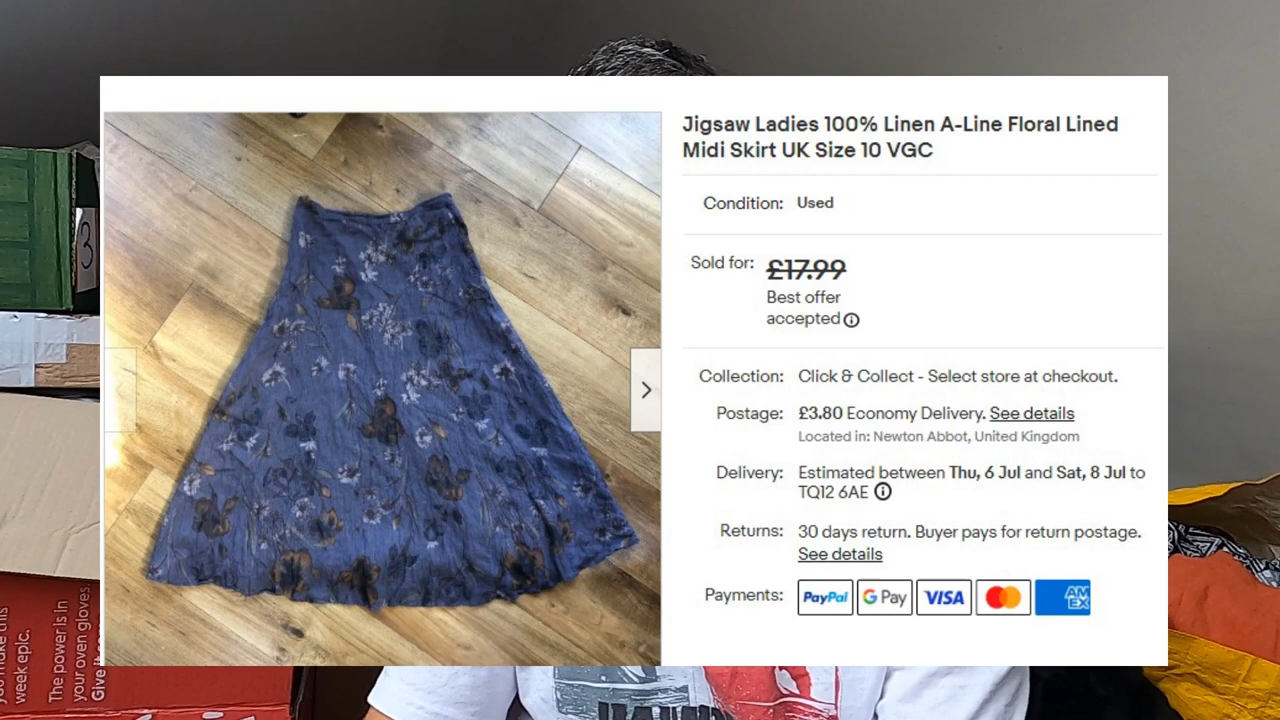 Jigsaw Ladies 100% Linen A-Line Floral Lined
Midi Skirt UK Size 10 VGC
Condition: Used
Sold for: £17.99
Best offer
accepted
Collection: Click & Collect - Select store at checkout.
Postage: £3.80 Economy Delivery. See details
Located in: Newton Abbot, United Kingdom
Delivery: Estimated between Thu, 6 Jul and Sat, 8 Jul to
TQ12 6AE
Returns: 30 days return. Buyer pays for return postage.
See details
Payments: PayPal G Pay VISA AM EX
3
week epic.
The power is in
your oven gloves